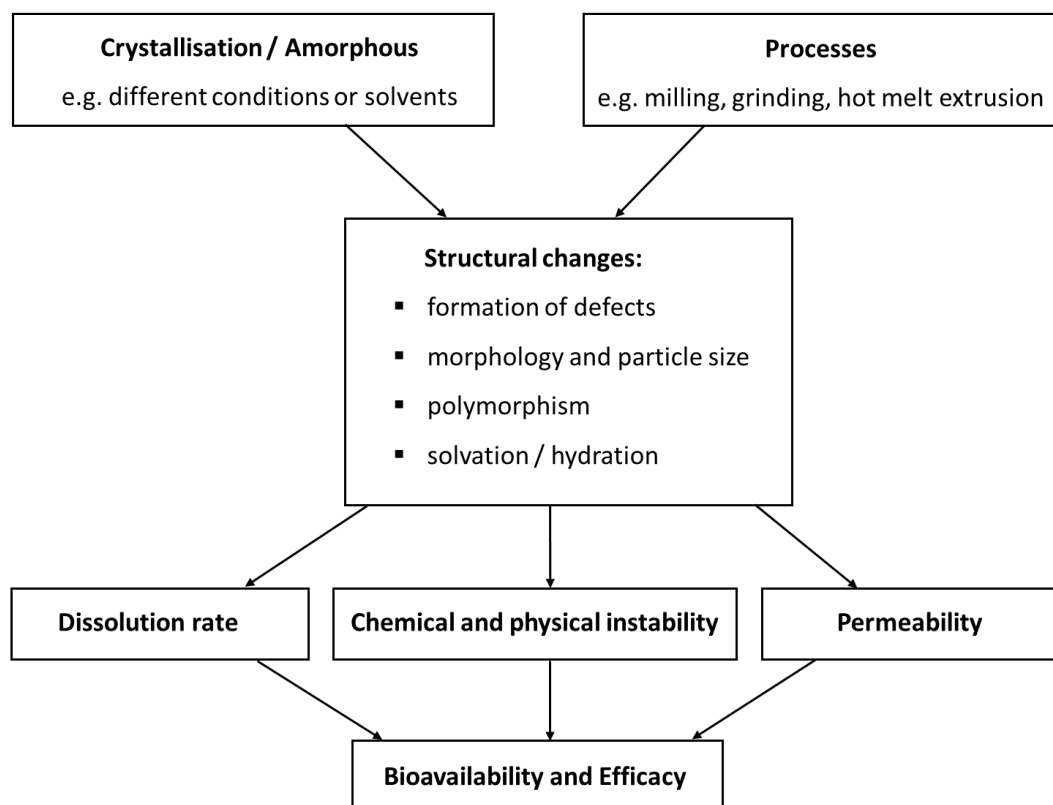 Crystallisation / Amorphous
e.g. different conditions or solvents
Processes
e.g. milling, grinding, hot melt extrusion
Structural changes:
▪ formation of defects
▪ morphology and particle size
▪ polymorphism
▪ solvation / hydration
Dissolution rate
Chemical and physical instability
Permeability
Bioavailability and Efficacy